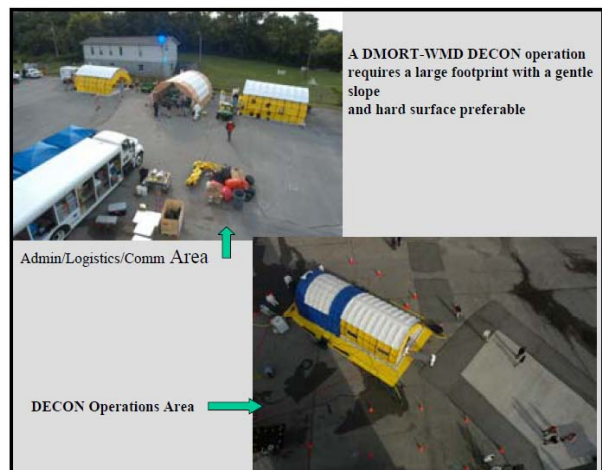 A DMORT-WMD DECON operation
requires a large footprint with a gentle
slope
and hard surface preferable
Admin/Logistics/Comm Area
DECON Operations Area